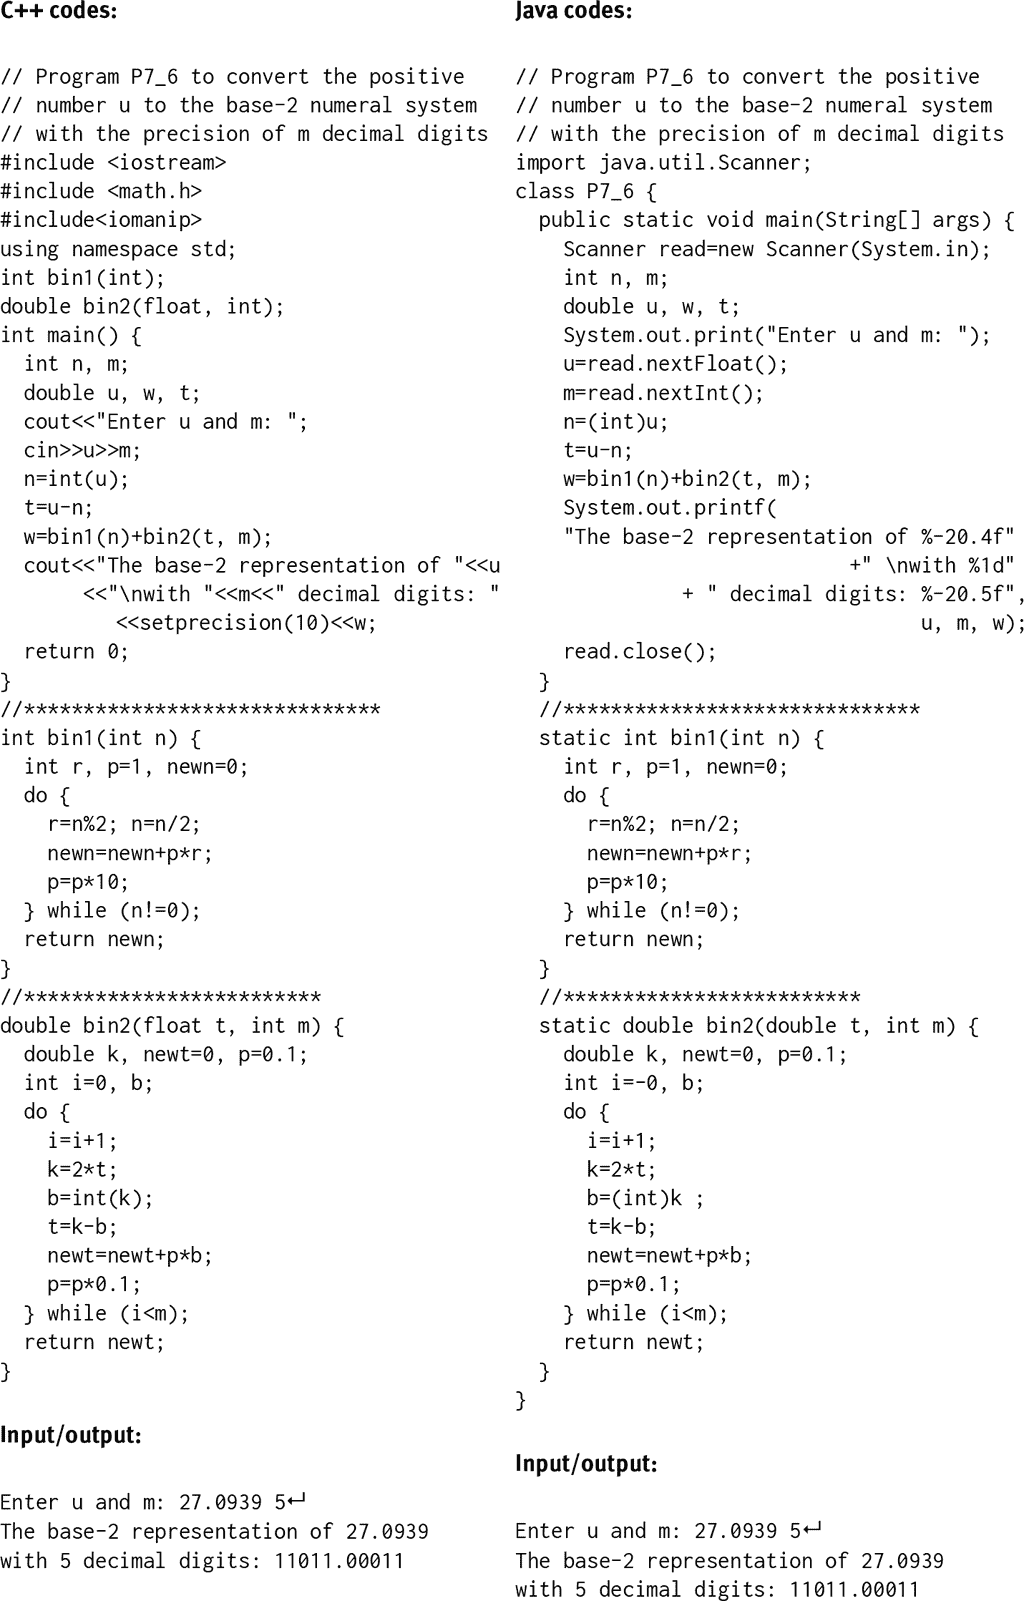 C++ codes:

// Program P7_6 to convert the positive
// number u to the base-2 numeral system
// with the precision of m decimal digits
#include <iostream>
#include <math.h>
#include<iomanip>
using namespace std;
int bin1(int);
double bin2(float, int);
int main() {
  int n, m;
  double u, w, t;
  cout<<"Enter u and m: ";
  cin>>u>>m;
  n=int(u);
  t=u-n;
  w=bin1(n)+bin2(t, m);
  cout<<"The base-2 representation of "<<u
       <<"\nwith "<<m<<" decimal digits: "
          <<setprecision(10)<<w;
  return 0;
}
//******************************
int bin1(int n) {
  int r, p=1, newn=0;
  do {
    r=n%2; n=n/2;
    newn=newn+p*r;
    p=p*10;
  } while (n!=0);
  return newn;
}
//*************************
double bin2(float t, int m) {
  double k, newt=0, p=0.1;
  int i=0, b;
  do {
    i=i+1;
    k=2*t;
    b=int(k);
    t=k-b;
    newt=newt+p*b;
    p=p*0.1;
  } while (i<m);
  return newt;
}

Input/output:

Enter u and m: 27.0939 5↵
The base-2 representation of 27.0939
with 5 decimal digits: 11011.00011

Java codes:

// Program P7_6 to convert the positive
// number u to the base-2 numeral system
// with the precision of m decimal digits
import java.util.Scanner;
class P7_6 {
  public static void main(String[] args) {
    Scanner read=new Scanner(System.in);
    int n, m;
    double u, w, t;
    System.out.print("Enter u and m: ");
    u=read.nextFloat();
    m=read.nextInt();
    n=(int)u;
    t=u-n;
    w=bin1(n)+bin2(t, m);
    System.out.printf(
    "The base-2 representation of %-20.4f"
                            +" \nwith %1d"
              + " decimal digits: %-20.5f",
                                  u, m, w);
    read.close();
  }
  //******************************
  static int bin1(int n) {
    int r, p=1, newn=0;
    do {
      r=n%2; n=n/2;
      newn=newn+p*r;
      p=p*10;
    } while (n!=0);
    return newn;
  }
  //*************************
  static double bin2(double t, int m) {
    double k, newt=0, p=0.1;
    int i=-0, b;
    do {
      i=i+1;
      k=2*t;
      b=(int)k ;
      t=k-b;
      newt=newt+p*b;
      p=p*0.1;
    } while (i<m);
    return newt;
  }
}

Input/output:

Enter u and m: 27.0939 5↵
The base-2 representation of 27.0939
with 5 decimal digits: 11011.00011